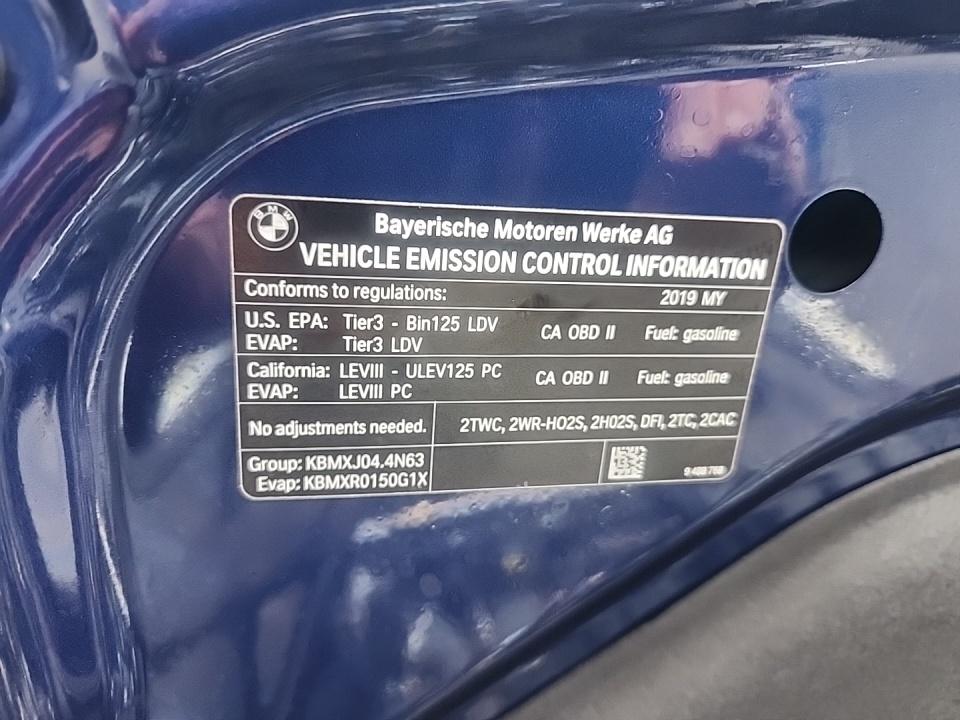 BMW
Bayerische Motoren Werke AG
VEHICLE EMISSION CONTROL INFORMATION
Conforms to regulations: 2019 MY
U.S. EPA: Tier3 - Bin125 LDV CA OBD II Fuel: gasoline
EVAP: Tier3 LDV
California: LEVIII - ULEV125 PC CA OBD II Fuel: gasoline
EVAP: LEVIII PC
No adjustments needed. 2TWC, 2WR-HO2S, 2HO2S, DFI, 2TC, 2CAC
Group: KBMXJ04.4N63
Evap: KBMXR0150G1X